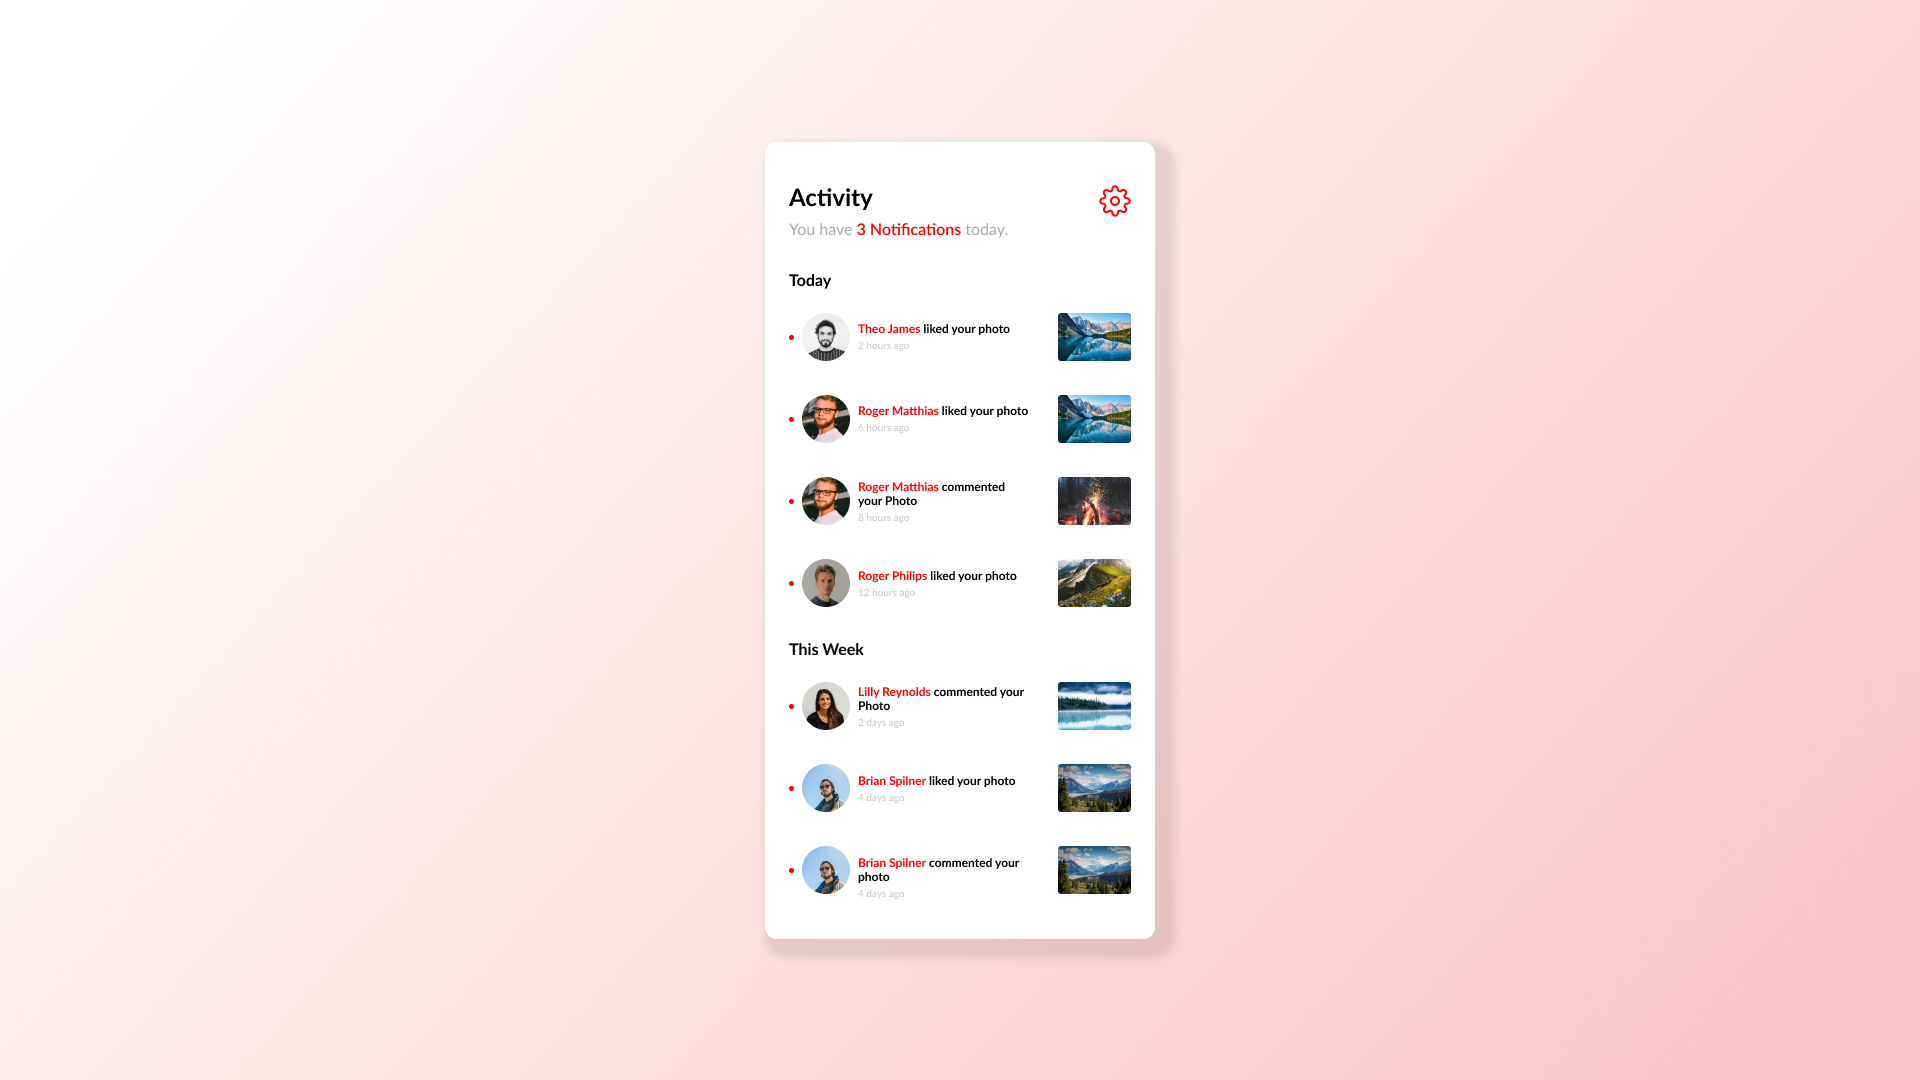 Activity
You have 3 Notifications today.
Today
Theo James liked your photo
2 hours ago
Roger Matthias liked your photo
6 hours ago
Roger Matthias commented
your Photo
8 hours ago
Roger Philips liked your photo
12 hours ago
This Week
Lilly Reynolds commented your
Photo
2 days ago
Brian Spilner liked your photo
4 days ago
Brian Spilner commented your
photo
4 days ago